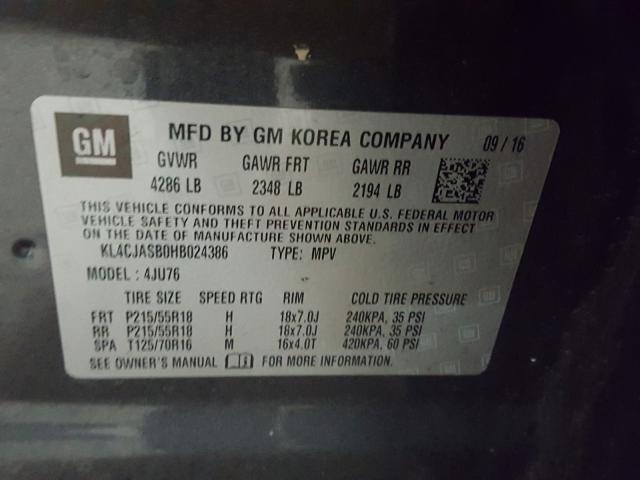 GM
MFD BY GM KOREA COMPANY 09/16
GVWR GAWR FRT GAWR RR
4286 LB 2348 LB 2194 LB
THIS VEHICLE CONFORMS TO ALL APPLICABLE U.S. FEDERAL MOTOR
VEHICLE SAFETY AND THEFT PREVENTION STANDARDS IN EFFECT
ON THE DATE OF MANUFACTURE SHOWN ABOVE.
KL4CJASB0HB024386 TYPE: MPV
MODEL: 4JU76
TIRE SIZE SPEED RTG RIM COLD TIRE PRESSURE
FRT P215/55R18 H 18x7.0J 240KPA, 35 PSI
RR P215/55R18 H 18x7.0J 240KPA, 35 PSI
SPA T125/70R16 M 16x4.0T 420KPA, 60 PSI
SEE OWNER'S MANUAL FOR MORE INFORMATION.